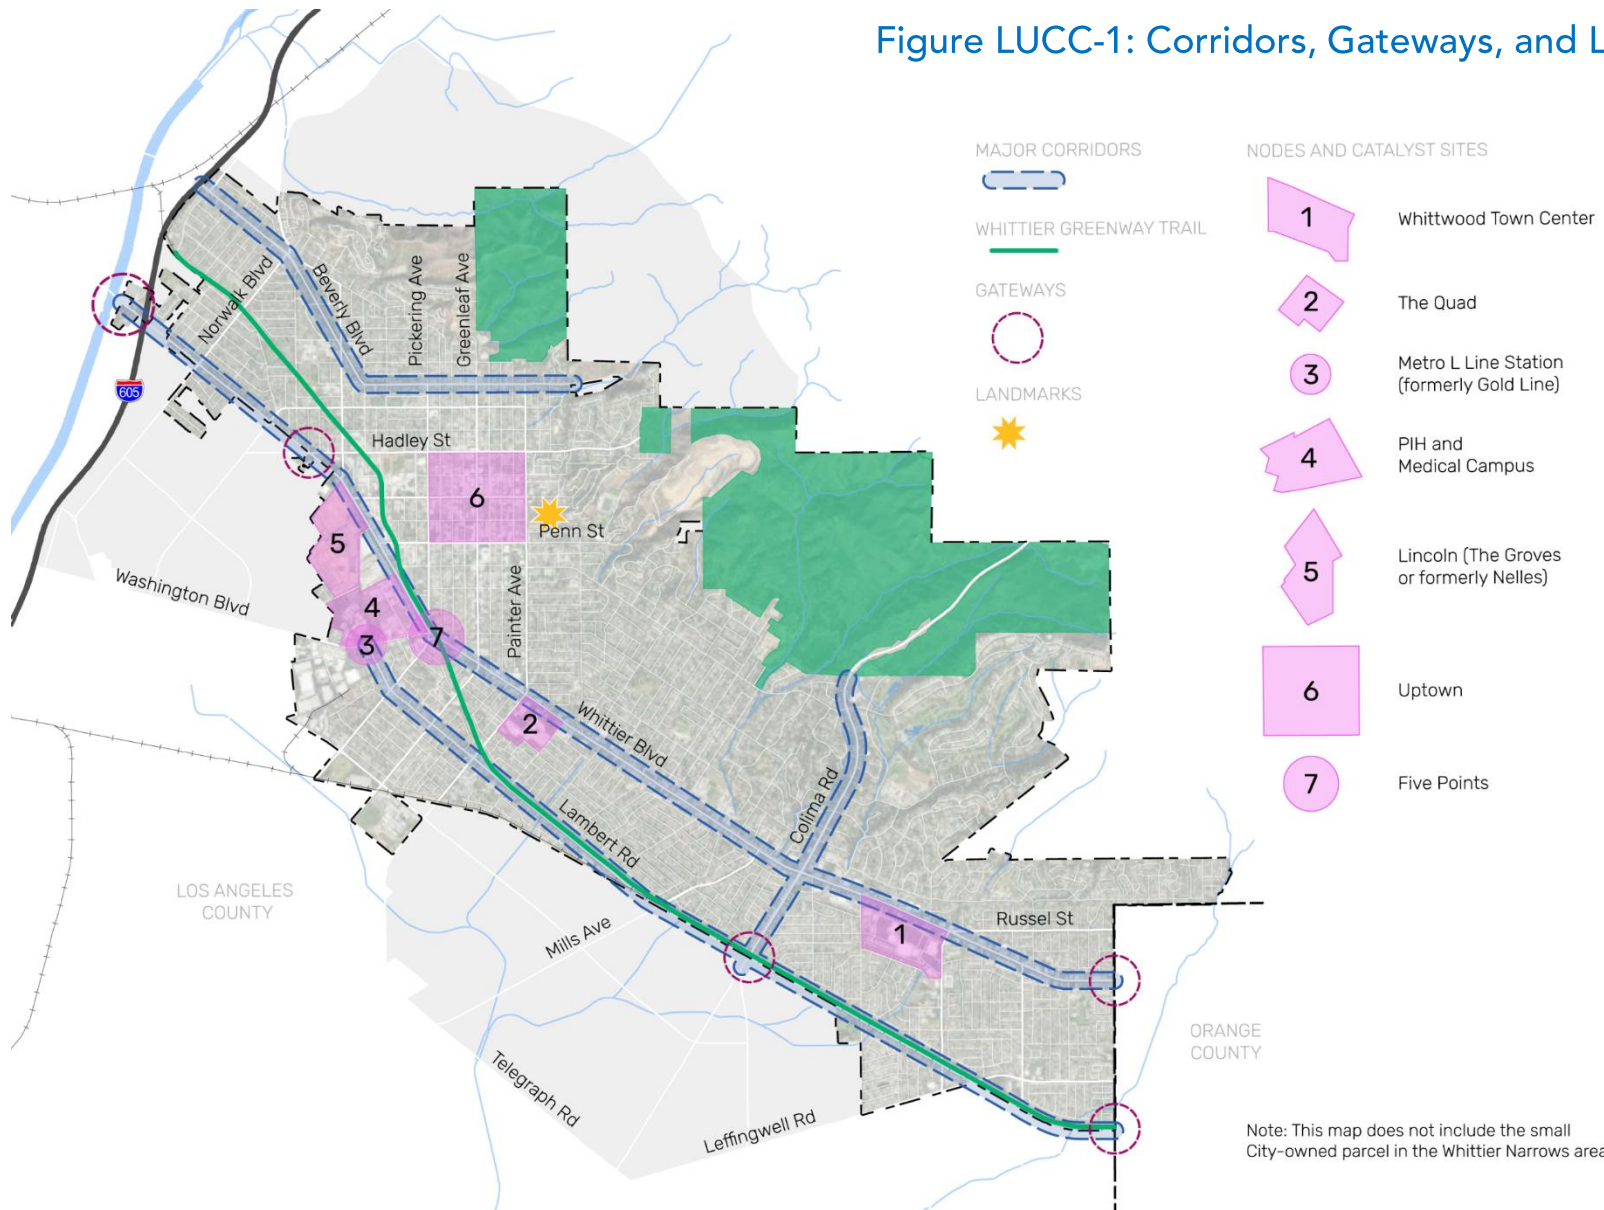 Figure LUCC-1: Corridors, Gateways, and L
MAJOR CORRIDORS
WHITTIER GREENWAY TRAIL
GATEWAYS
LANDMARKS
NODES AND CATALYST SITES
1
Whittwood Town Center
2
The Quad
3
Metro L Line Station
(formerly Gold Line)
4
PIH and
Medical Campus
5
Lincoln (The Groves
or formerly Nelles)
6
Uptown
7
Five Points
605
Norwalk Blvd
Beverly Blvd
Pickering Ave
Greenleaf Ave
Hadley St
6
Penn St
5
Washington Blvd
4
3
7
Painter Ave
2
Whittier Blvd
Colima Rd
Lambert Rd
LOS ANGELES
COUNTY
Mills Ave
1
Russel St
Telegraph Rd
Leffingwell Rd
ORANGE
COUNTY
Note: This map does not include the small
City-owned parcel in the Whittier Narrows area